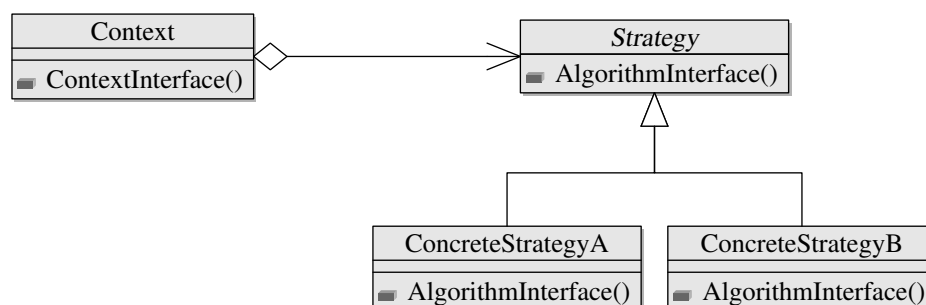 Context
ContextInterface()
Strategy
AlgorithmInterface()
ConcreteStrategyA
AlgorithmInterface()
ConcreteStrategyB
AlgorithmInterface()